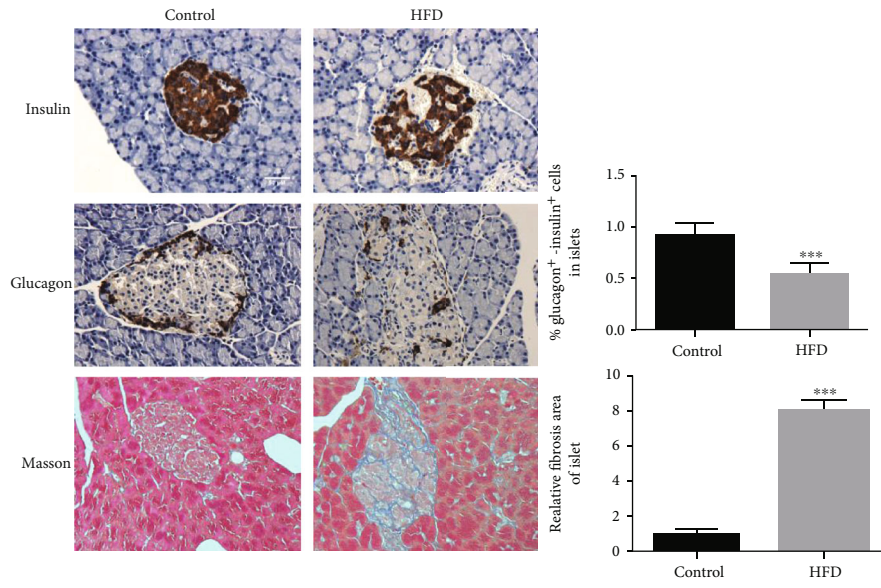 Control
HFD
Insulin
Glucagon
Masson
% glucagon⁺ -insulin⁺ cells
in islets
1.5
1.0
0.5
0.0
***
Control
HFD
Realative fibrosis area
of islet
10
8
6
4
2
0
***
Control
HFD